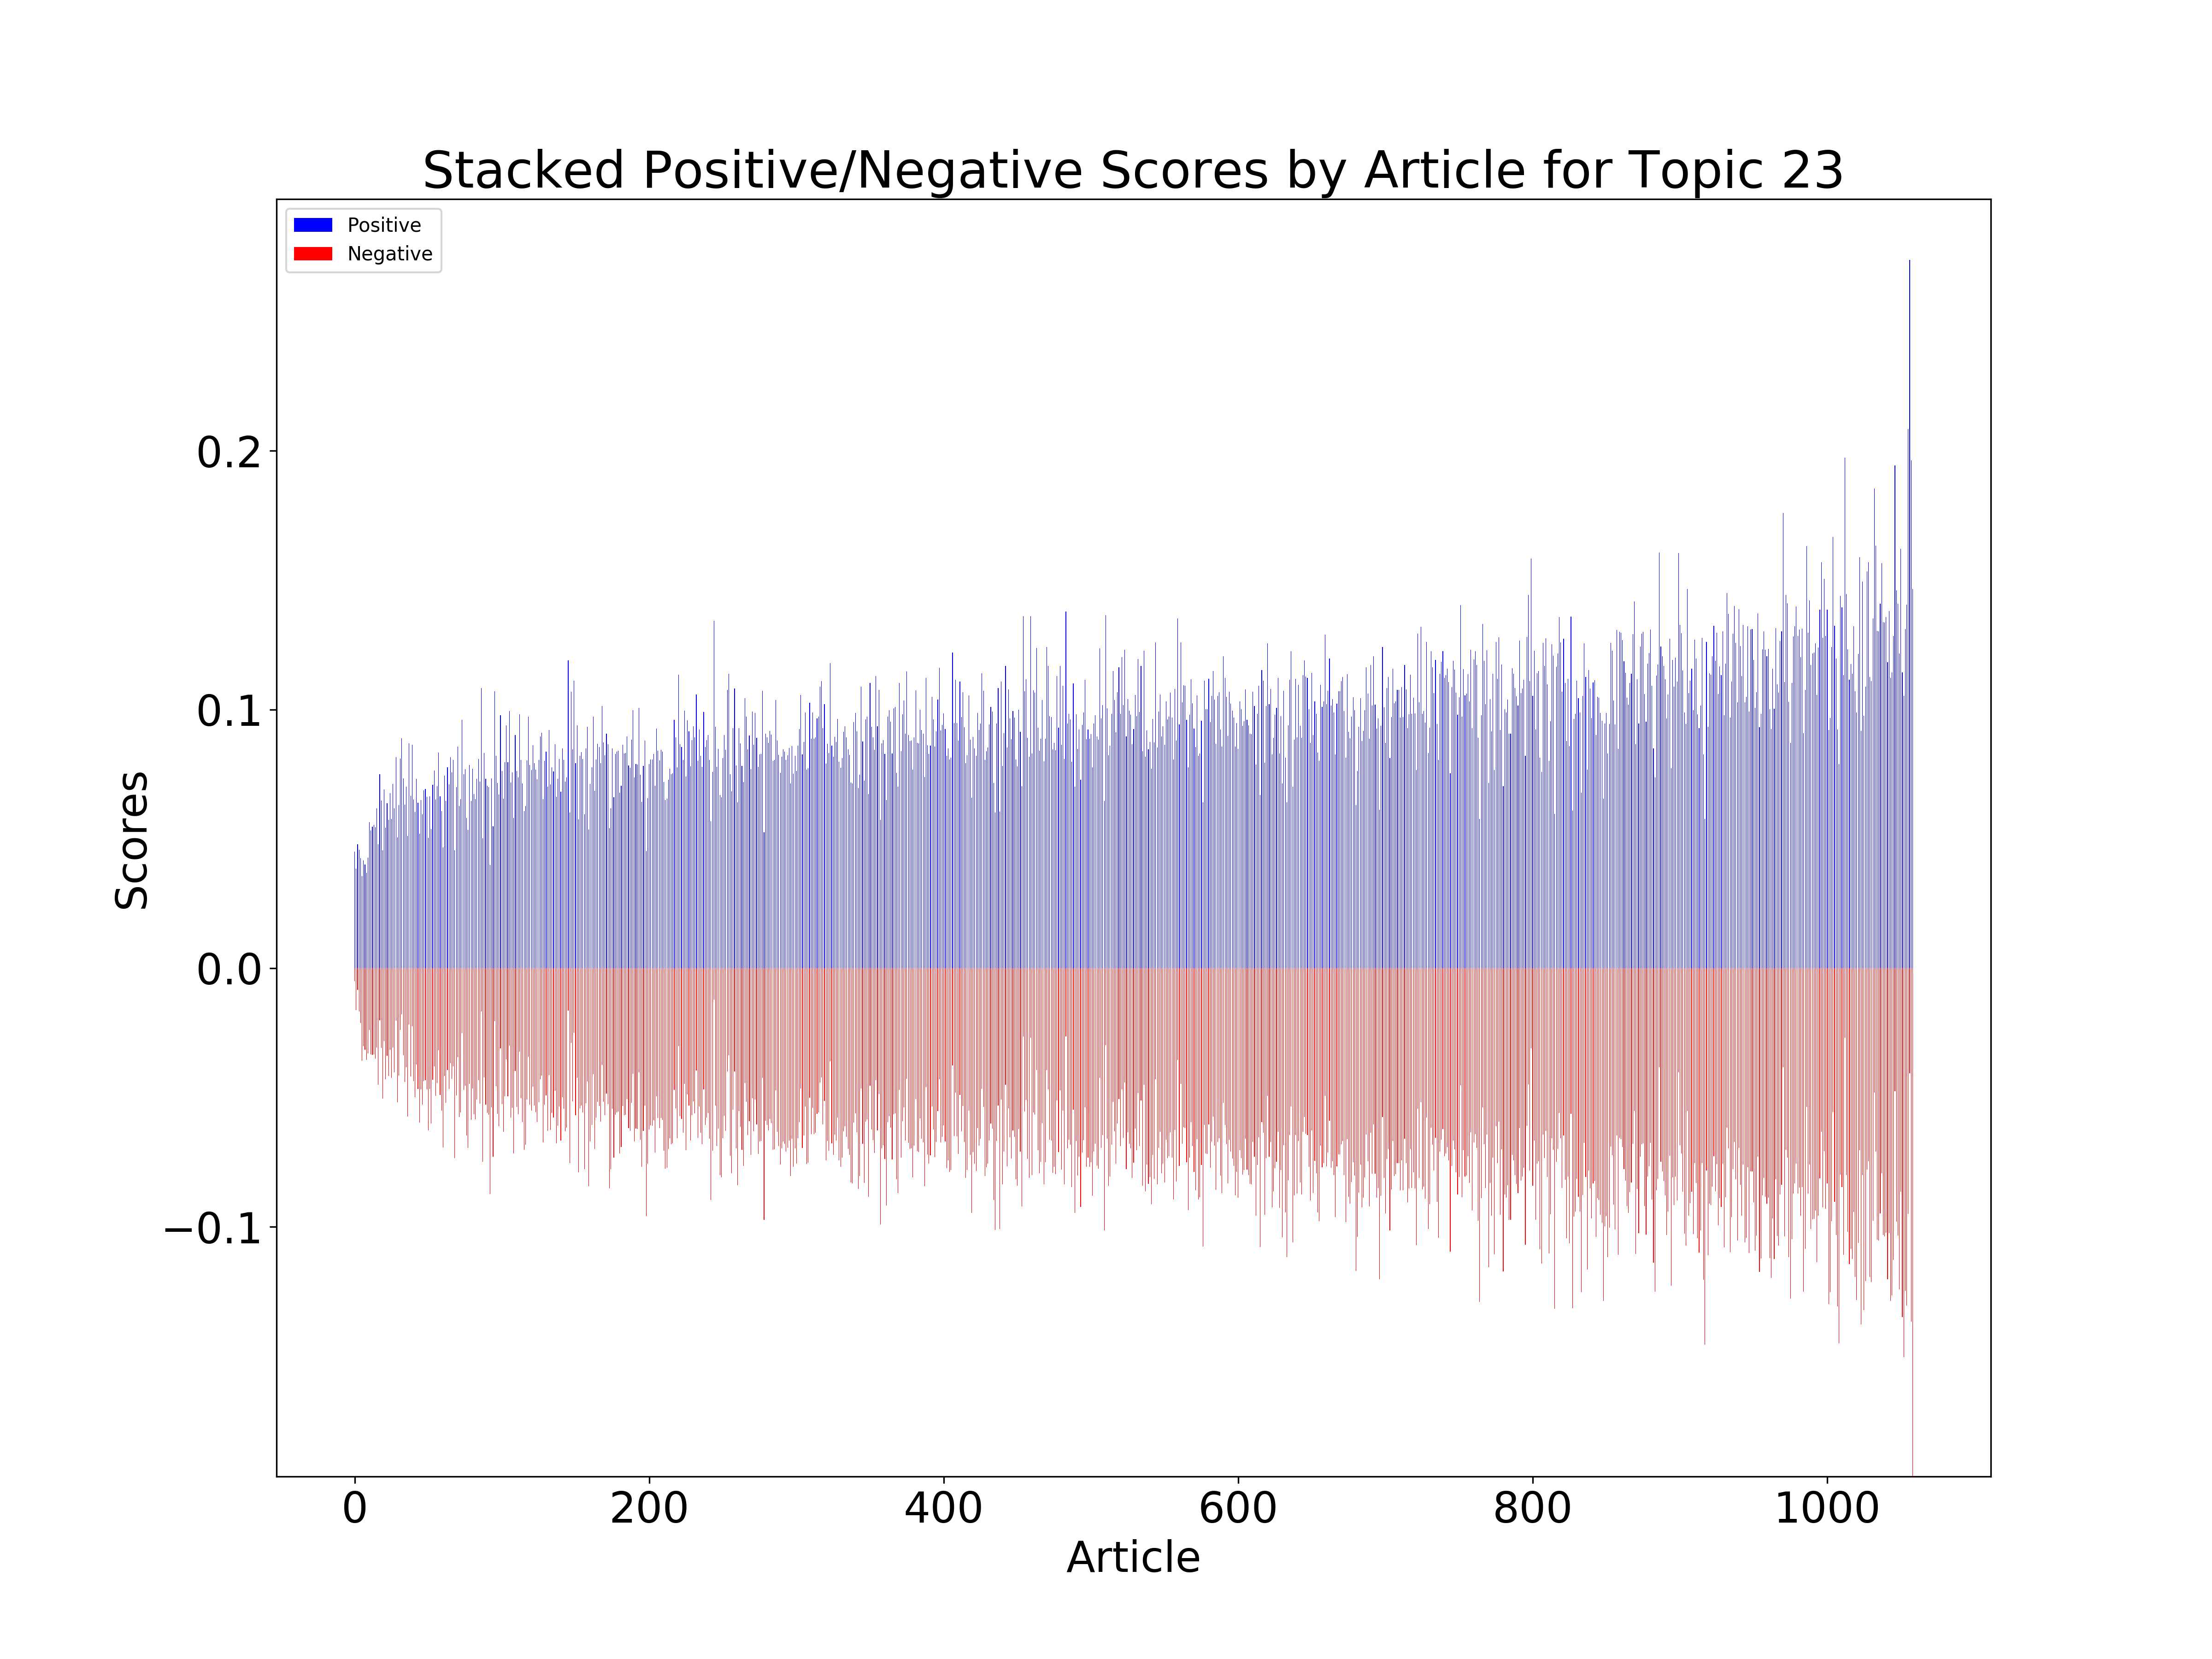 Stacked Positive/Negative Scores by Article for Topic 23
Positive
Negative
0.2
0.1
0.0
−0.1
Scores
0 200 400 600 800 1000
Article